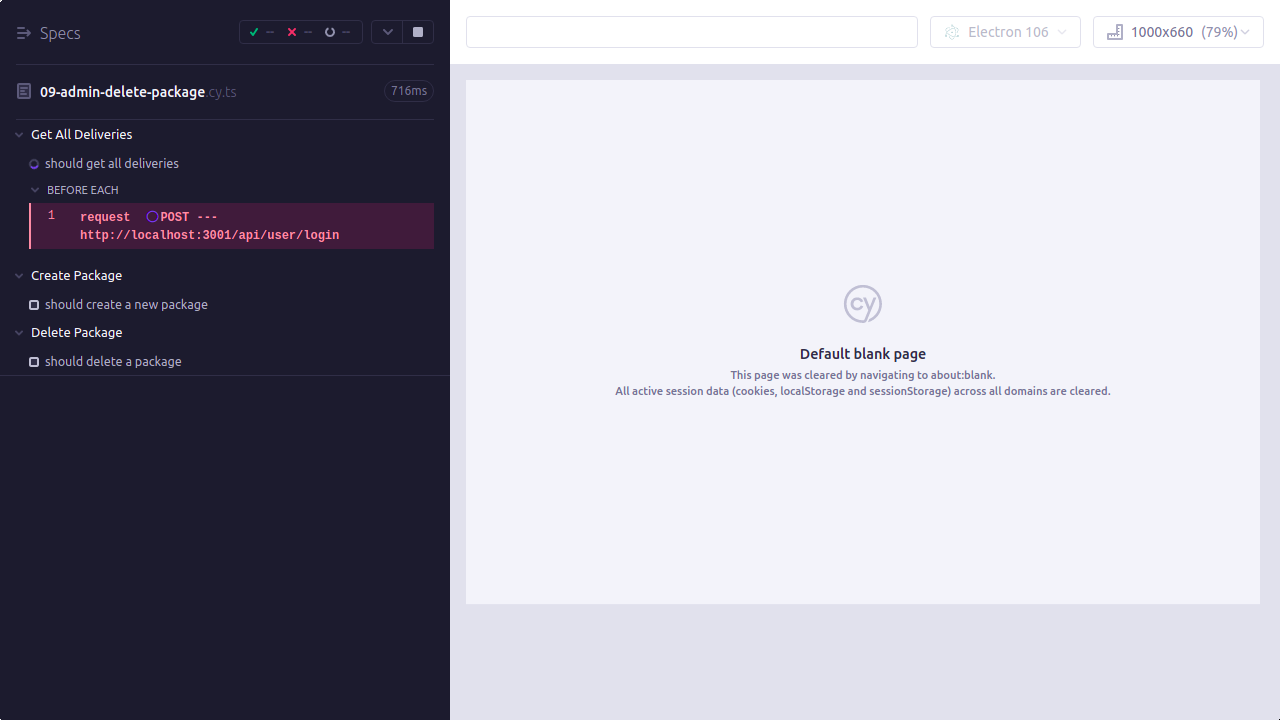 Specs
-- -- --
09-admin-delete-package.cy.ts
716ms
Get All Deliveries
should get all deliveries
BEFORE EACH
1 request POST ---
http://localhost:3001/api/user/login
Create Package
should create a new package
Delete Package
should delete a package
Electron 106
1000x660 (79%)
cy
Default blank page
This page was cleared by navigating to about:blank.
All active session data (cookies, localStorage and sessionStorage) across all domains are cleared.